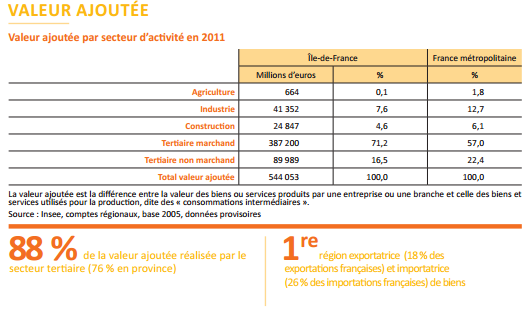 VALEUR AJOUTÉE
Valeur ajoutée par secteur d'activité en 2011
Île-de-France France métropolitaine
Millions d'euros % %
Agriculture 664 0,1 1,8
Industrie 41 352 7,6 12,7
Construction 24 847 4,6 6,1
Tertiaire marchand 387 200 71,2 57,0
Tertiaire non marchand 89 989 16,5 22,4
Total valeur ajoutée 544 053 100,0 100,0
La valeur ajoutée est la différence entre la valeur des biens ou services produits par une entreprise ou une branche et celle des biens et
services utilisés pour la production, dite des « consommations intermédiaires ».
Source : Insee, comptes régionaux, base 2005, données provisoires
88 % de la valeur ajoutée réalisée par le
secteur tertiaire (76 % en province)
1re région exportatrice (18 % des
exportations françaises) et importatrice
(26 % des importations françaises) de biens